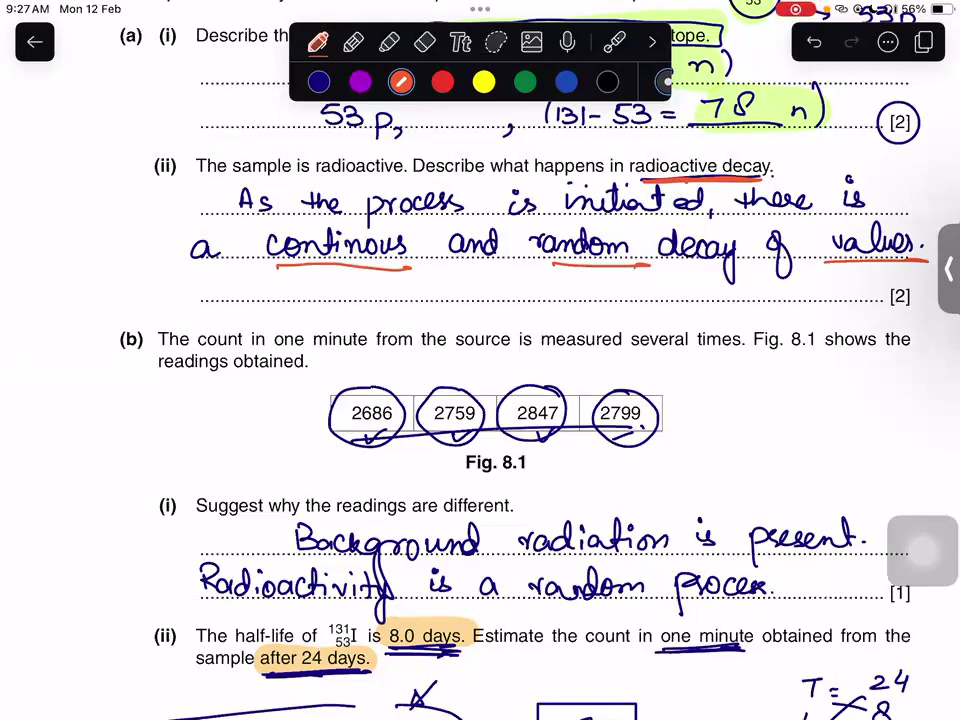 9:27 AM Mon 12 Feb
56%
53
53p
(a) (i) Describe th tope.
n)
53 p, , (131 - 53 = 78 n) [2]
(ii) The sample is radioactive. Describe what happens in radioactive decay.
As the process is initiated, there is
a continous and random decay of values.
[2]
(b) The count in one minute from the source is measured several times. Fig. 8.1 shows the
readings obtained.
2686 2759 2847 2799
Fig. 8.1
(i) Suggest why the readings are different.
Background radiation is present.
Radioactivity is a random process. [1]
(ii) The half-life of 131 53 I is 8.0 days. Estimate the count in one minute obtained from the
sample after 24 days.
T = 24
8